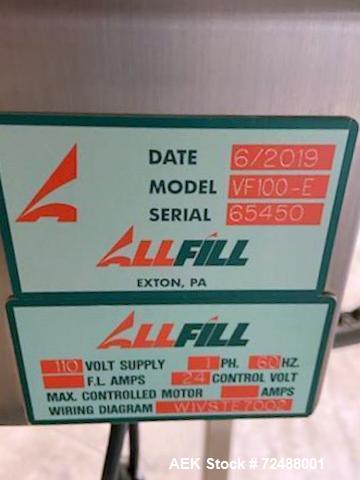 DATE 6/2019
MODEL VF100-E
SERIAL 65450
ALLFILL
EXTON, PA
ALLFILL
110 VOLT SUPPLY 1 PH. 60 HZ.
F.L. AMPS 24 CONTROL VOLT
MAX. CONTROLLED MOTOR AMPS
WIRING DIAGRAM WIVSTE7002
AEK Stock # 72488001